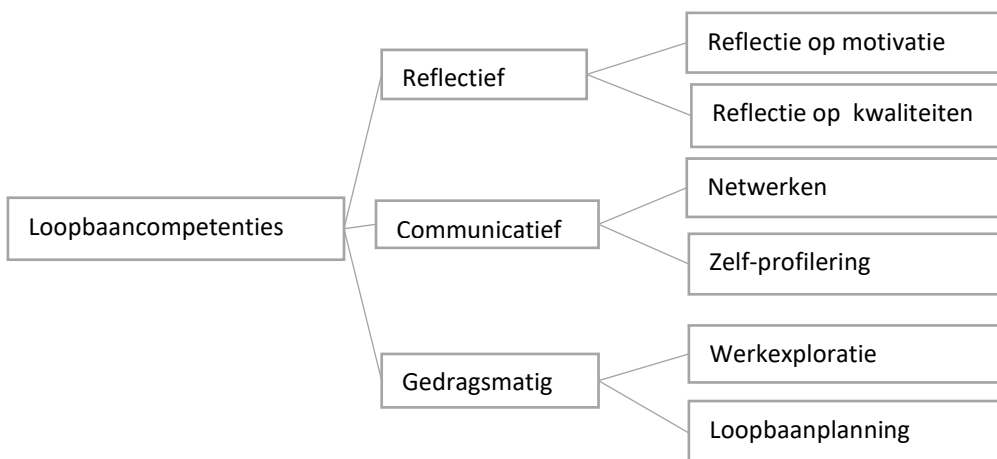 Reflectie op motivatie
Reflectief
Reflectie op kwaliteiten
Netwerken
Loopbaancompetenties
Communicatief
Zelf-profilering
Werkexploratie
Gedragsmatig
Loopbaanplanning